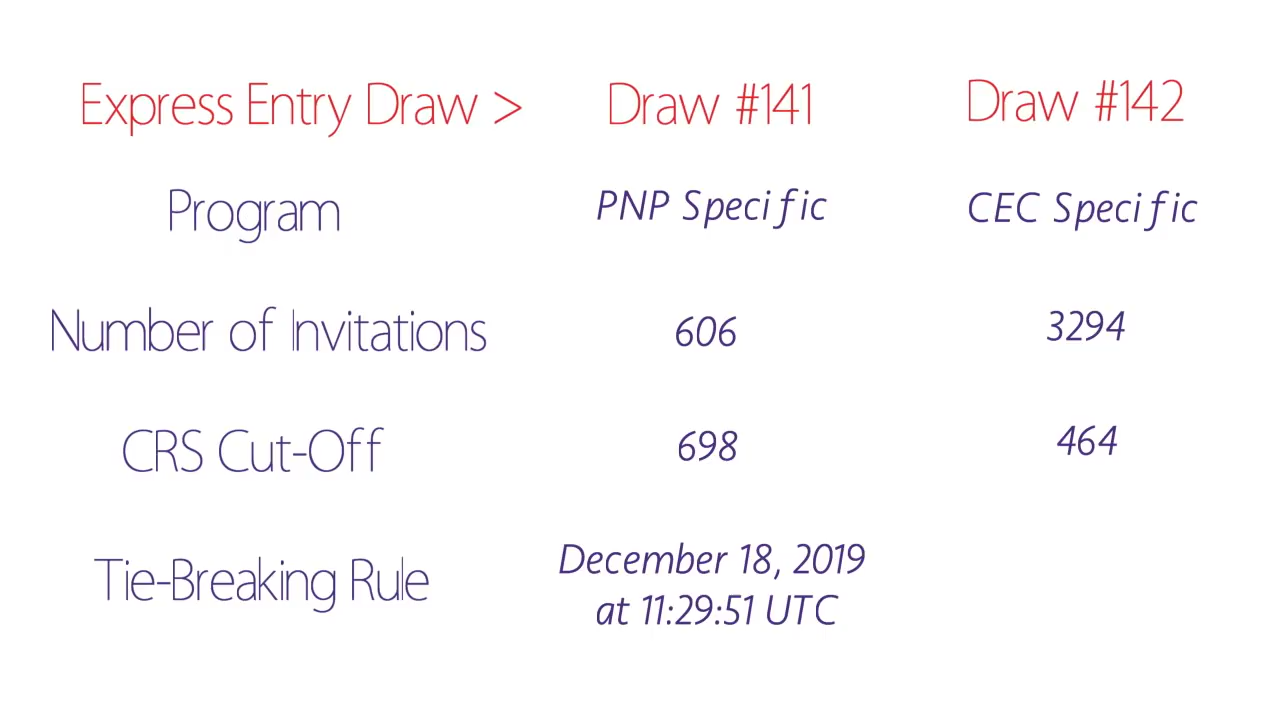 Express Entry Draw > Draw #141 Draw #142
Program PNP Specific CEC Specific
Number of Invitations 606 3294
CRS Cut-Off 698 464
Tie-Breaking Rule December 18, 2019
at 11:29:51 UTC